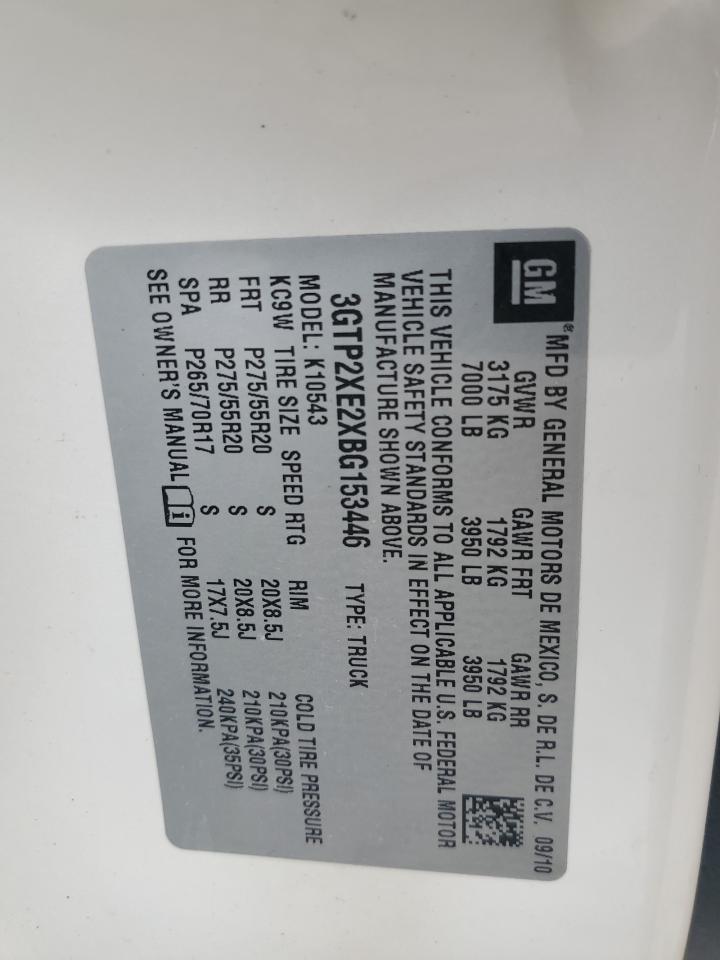 GM
®
MFD BY GENERAL MOTORS DE MEXICO, S. DE R.L. DE C.V. 09/10
GVWR GAWR FRT GAWR RR
3175 KG 1792 KG 1792 KG
7000 LB 3950 LB 3950 LB
THIS VEHICLE CONFORMS TO ALL APPLICABLE U.S. FEDERAL MOTOR
VEHICLE SAFETY STANDARDS IN EFFECT ON THE DATE OF
MANUFACTURE SHOWN ABOVE.
3GTP2XE2XBG153446 TYPE: TRUCK
MODEL: K10543
KC9W TIRE SIZE SPEED RTG RIM COLD TIRE PRESSURE
FRT P275/55R20 S 20X8.5J 210KPA(30PSI)
RR P275/55R20 S 20X8.5J 210KPA(30PSI)
SPA P265/70R17 S 17X7.5J 240KPA(35PSI)
SEE OWNER'S MANUAL i FOR MORE INFORMATION.